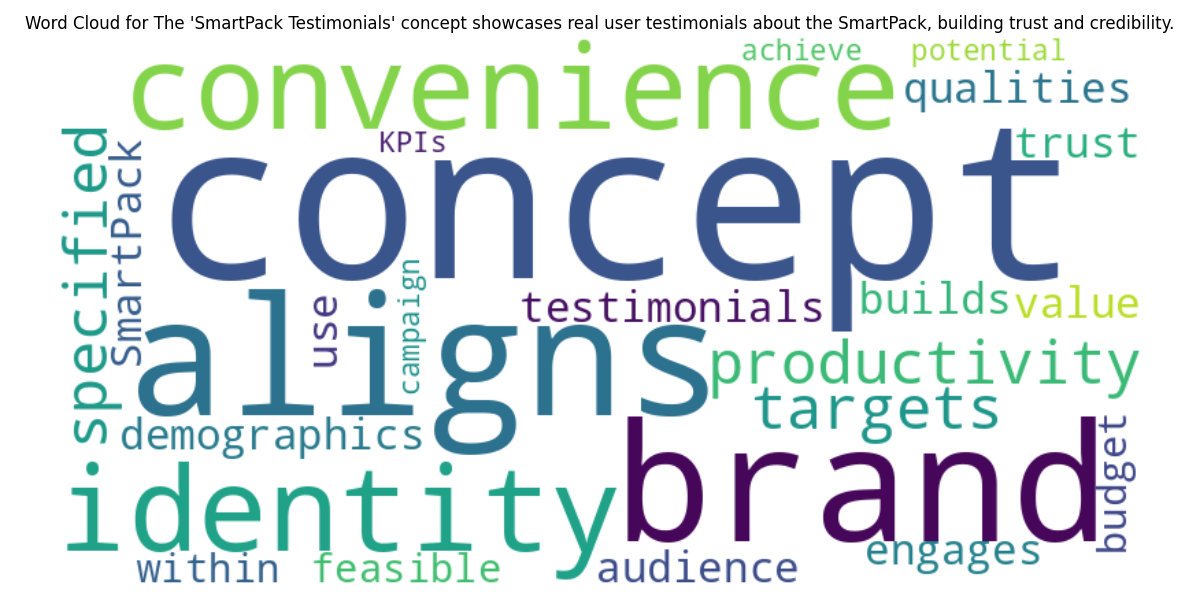 Word Cloud for The 'SmartPack Testimonials' concept showcases real user testimonials about the SmartPack, building trust and credibility.
achieve
potential
convenience
qualities
KPIs
trust
specified
SmartPack
concept
campaign
use
testimonials
builds
value
aligns
productivity
targets
demographics
brand
budget
identity
engages
within
feasible
audience